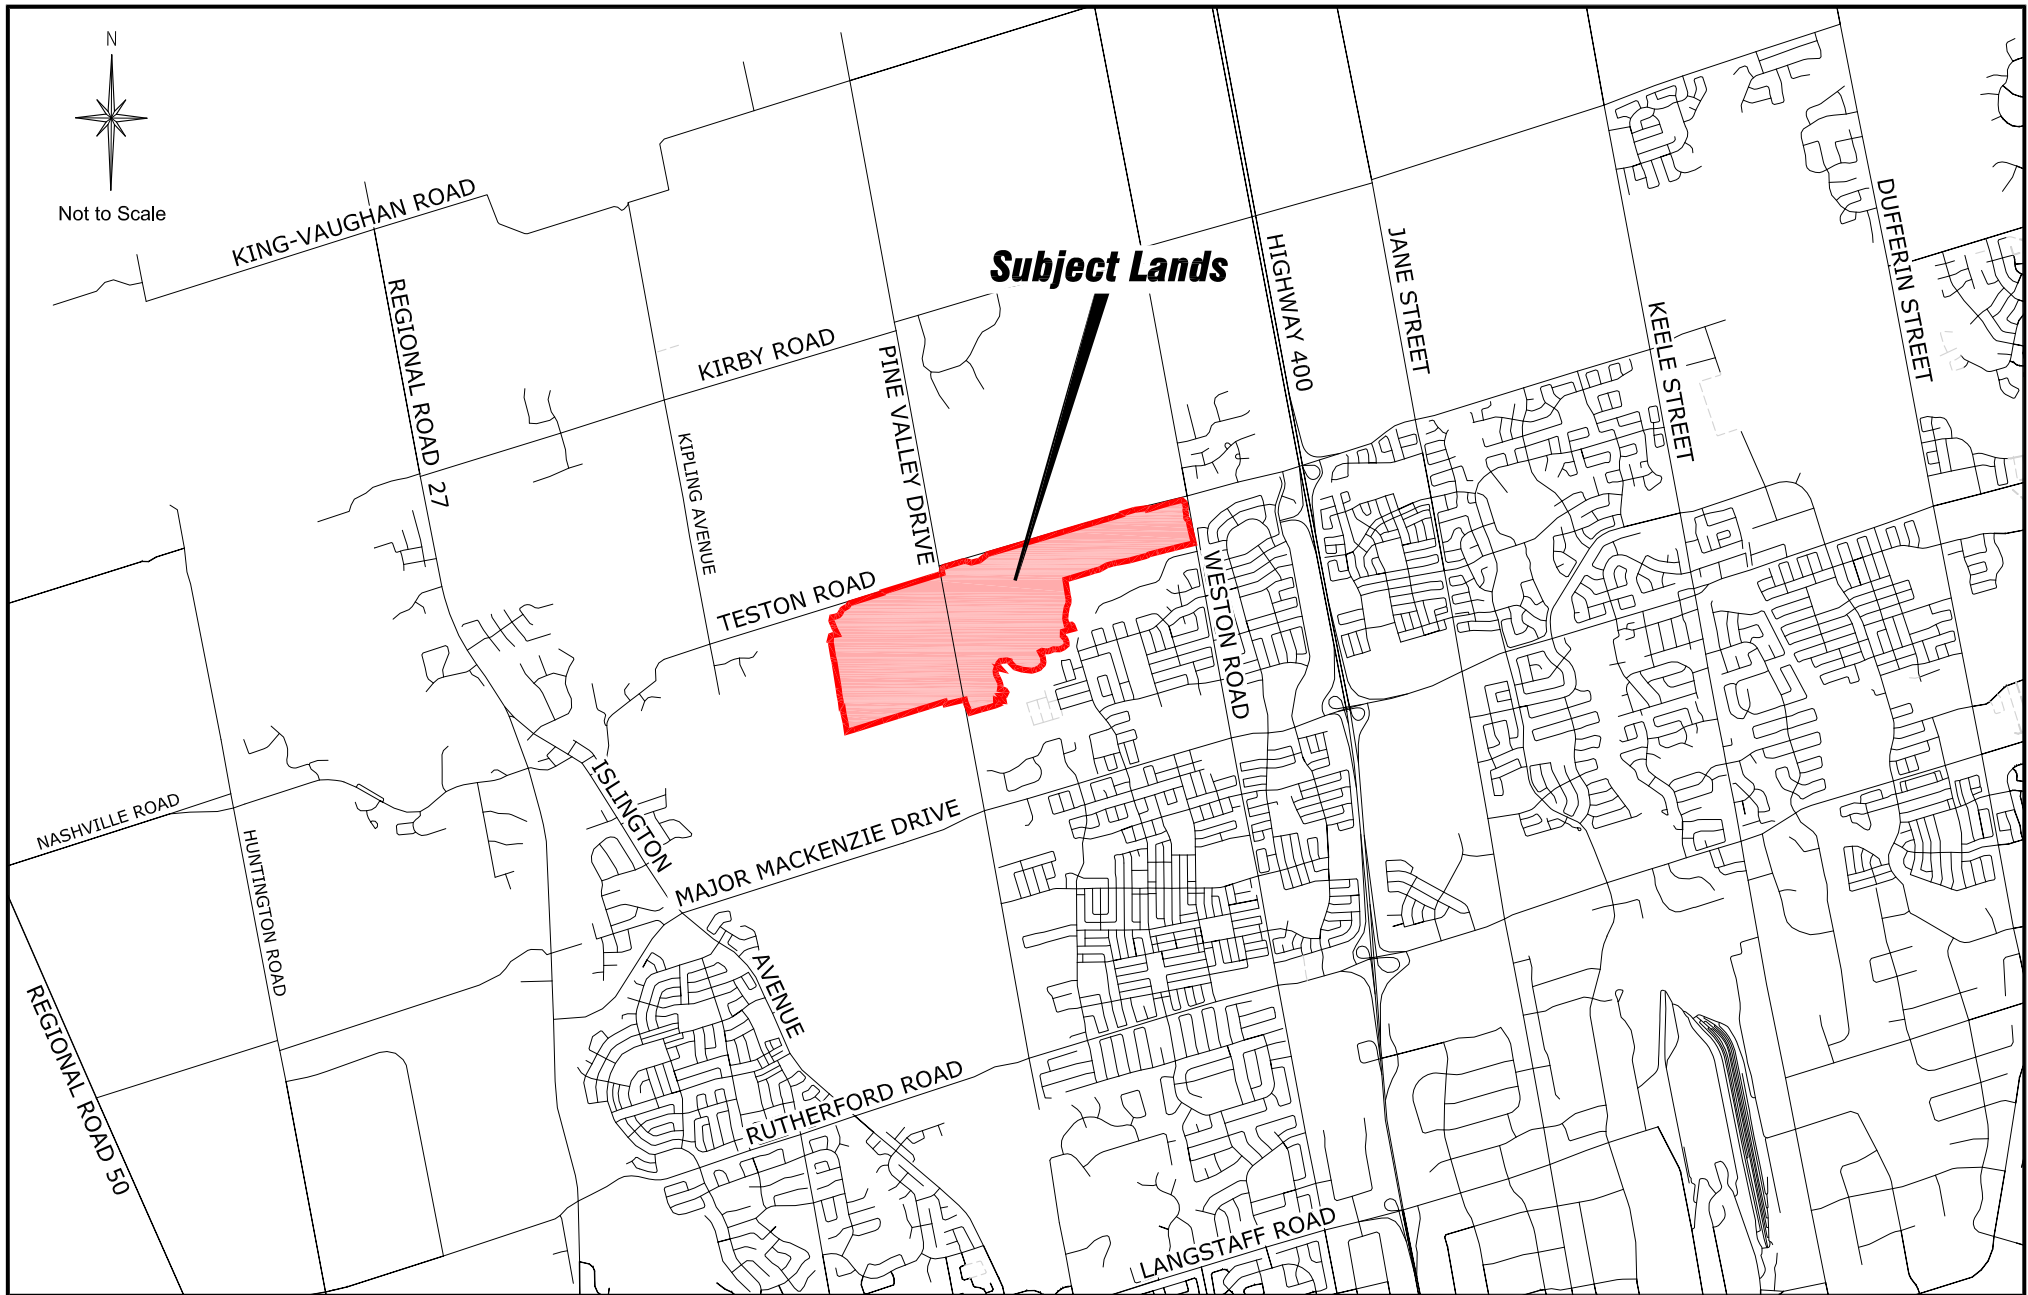 N
Not to Scale
KING-VAUGHAN ROAD
Subject Lands
REGIONAL ROAD 27
KIRBY ROAD
KIPLING AVENUE
PINE VALLEY DRIVE
HIGHWAY 400
JANE STREET
KEELE STREET
DUFFERIN STREET
TESTON ROAD
WESTON ROAD
NASHVILLE ROAD
HUNTINGTON ROAD
ISLINGTON
AVENUE
MAJOR MACKENZIE DRIVE
REGIONAL ROAD 50
RUTHERFORD ROAD
LANGSTAFF ROAD